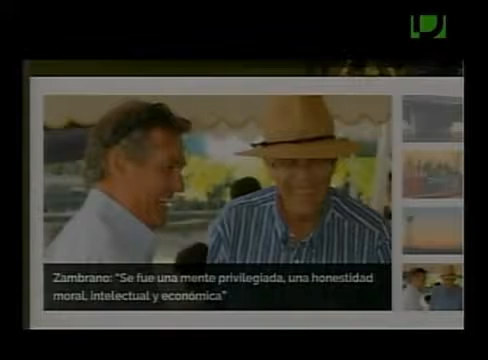 Zambrano: "Se fue una mente privilegiada, una honestidad
moral, intelectual y económica"